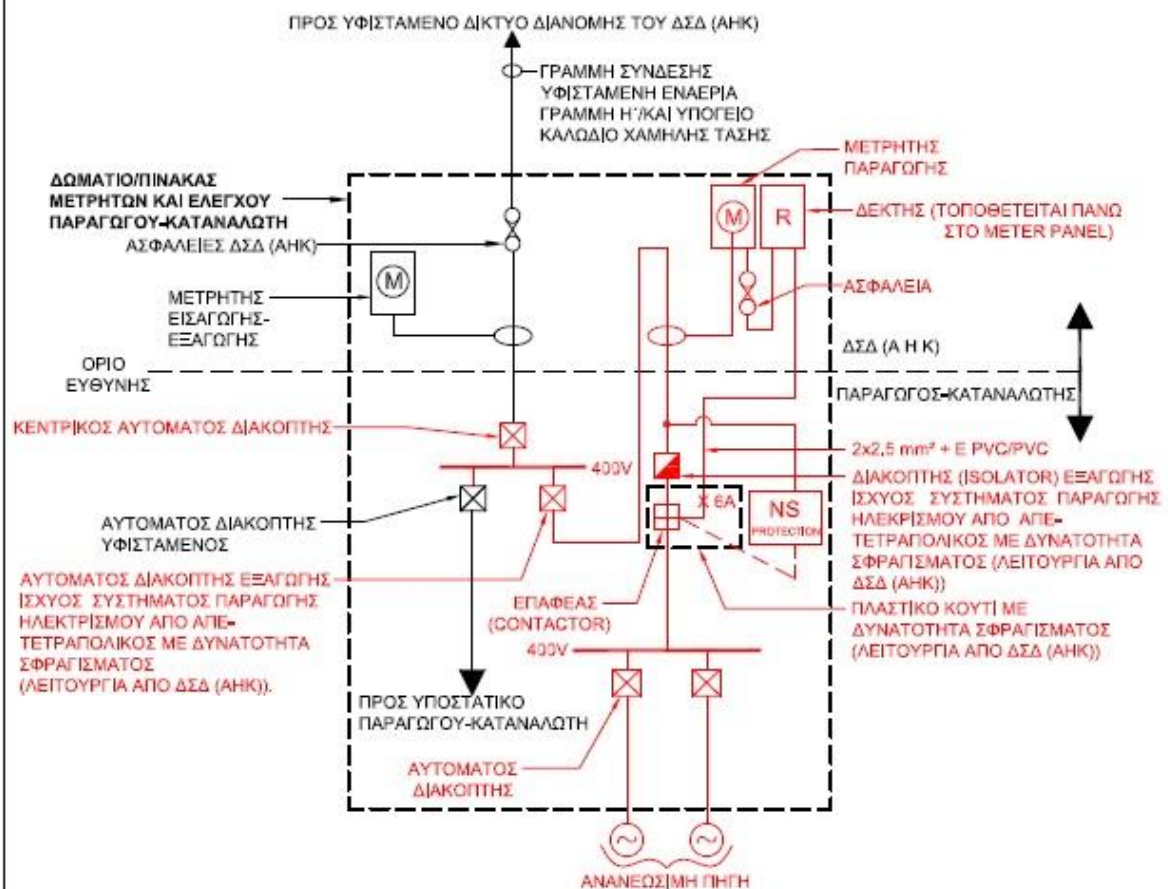 ΠΡΟΣ ΥΦΙΣΤΑΜΕΝΟ ΔΙΚΤΥΟ ΔΙΑΝΟΜΗΣ ΤΟΥ ΔΣΔ (ΑΗΚ)
ΓΡΑΜΜΗ ΣΥΝΔΕΣΗΣ
ΥΦΙΣΤΑΜΕΝΗ ΕΝΑΕΡΙΑ
ΓΡΑΜΜΗ Η΄/ΚΑΙ ΥΠΟΓΕΙΟ
ΚΑΛΩΔΙΟ ΧΑΜΗΛΗΣ ΤΑΣΗΣ
ΔΩΜΑΤΙΟ/ΠΙΝΑΚΑΣ
ΜΕΤΡΗΤΩΝ ΚΑΙ ΕΛΕΓΧΟΥ
ΠΑΡΑΓΩΓΟΥ-ΚΑΤΑΝΑΛΩΤΗ
ΑΣΦΑΛΕΙΕΣ ΔΣΔ (ΑΗΚ)
M
ΜΕΤΡΗΤΗΣ
ΕΙΣΑΓΩΓΗΣ-
ΕΞΑΓΩΓΗΣ
ΜΕΤΡΗΤΗΣ
ΠΑΡΑΓΩΓΗΣ
M
R
ΔΕΚΤΗΣ (ΤΟΠΟΘΕΤΕΙΤΑΙ ΠΑΝΩ
ΣΤΟ METER PANEL)
ΑΣΦΑΛΕΙΑ
ΔΣΔ (Α Η Κ)
ΟΡΙΟ
ΕΥΘΥΝΗΣ
ΠΑΡΑΓΩΓΟΣ-ΚΑΤΑΝΑΛΩΤΗΣ
ΚΕΝΤΡΙΚΟΣ ΑΥΤΟΜΑΤΟΣ ΔΙΑΚΟΠΤΗΣ
400V
2x2,5 mm² + E PVC/PVC
ΔΙΑΚΟΠΤΗΣ (ISOLATOR) ΕΞΑΓΩΓΗΣ
ΙΣΧΥΟΣ ΣΥΣΤΗΜΑΤΟΣ ΠΑΡΑΓΩΓΗΣ
ΗΛΕΚΡΙΣΜΟΥ ΑΠΟ ΑΠΕ-
ΤΕΤΡΑΠΟΛΙΚΟΣ ΜΕ ΔΥΝΑΤΟΤΗΤΑ
ΣΦΡΑΓΙΣΜΑΤΟΣ (ΛΕΙΤΟΥΡΓΙΑ ΑΠΟ
ΔΣΔ (ΑΗΚ))
X 6A
NS
PROTECTION
ΑΥΤΟΜΑΤΟΣ ΔΙΑΚΟΠΤΗΣ
ΥΦΙΣΤΑΜΕΝΟΣ
ΑΥΤΟΜΑΤΟΣ ΔΙΑΚΟΠΤΗΣ ΕΞΑΓΩΓΗΣ
ΙΣΧΥΟΣ ΣΥΣΤΗΜΑΤΟΣ ΠΑΡΑΓΩΓΗΣ
ΗΛΕΚΤΡΙΣΜΟΥ ΑΠΟ ΑΠΕ-
ΤΕΤΡΑΠΟΛΙΚΟΣ ΜΕ ΔΥΝΑΤΟΤΗΤΑ
ΣΦΡΑΓΙΣΜΑΤΟΣ
(ΛΕΙΤΟΥΡΓΙΑ ΑΠΟ ΔΣΔ (ΑΗΚ)).
ΕΠΑΦΕΑΣ
(CONTACTOR)
ΠΛΑΣΤΙΚΟ ΚΟΥΤΙ ΜΕ
ΔΥΝΑΤΟΤΗΤΑ ΣΦΡΑΓΙΣΜΑΤΟΣ
(ΛΕΙΤΟΥΡΓΙΑ ΑΠΟ ΔΣΔ (ΑΗΚ))
400V
ΠΡΟΣ ΥΠΟΣΤΑΤΙΚΟ
ΠΑΡΑΓΩΓΟΥ-ΚΑΤΑΝΑΛΩΤΗ
ΑΥΤΟΜΑΤΟΣ
ΔΙΑΚΟΠΤΗΣ
ΑΝΑΝΕΩΣΙΜΗ ΠΗΓΗ